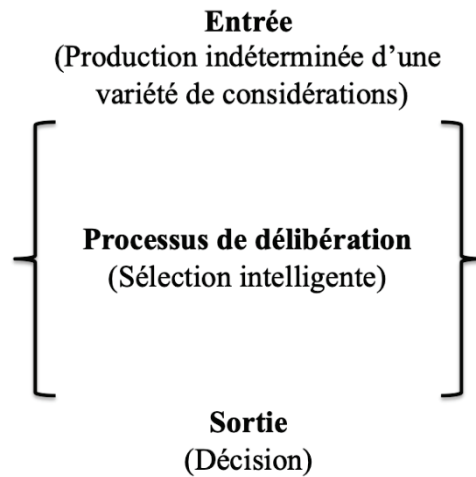 Entrée
(Production indéterminée d’une
variété de considérations)
Processus de délibération
(Sélection intelligente)
Sortie
(Décision)